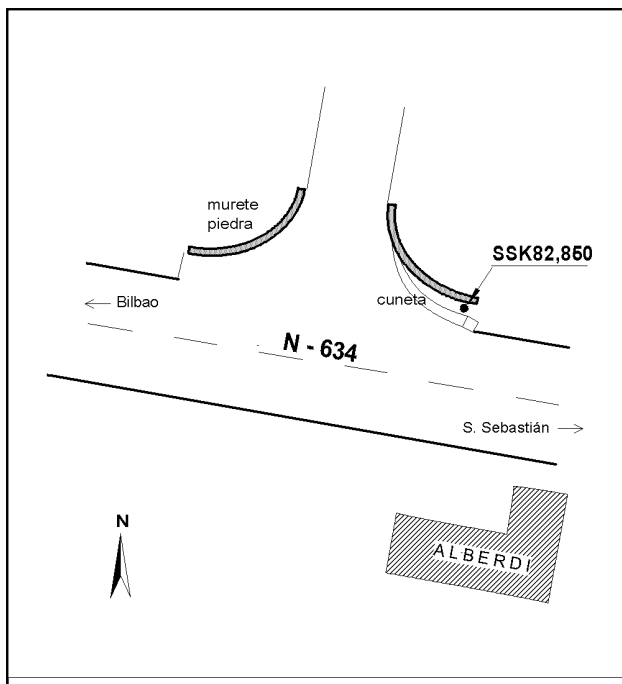 murete
piedra
SSK82,850
cuneta
Bilbao
N - 634
S. Sebastián
N
ALBERDI